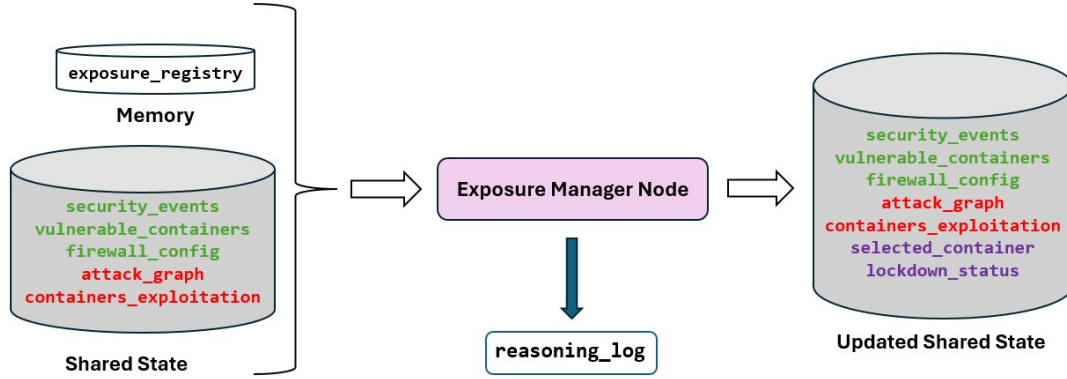 exposure_registry
Memory
security_events
vulnerable_containers
firewall_config
attack_graph
containers_exploitation
Shared State
Exposure Manager Node
reasoning_log
security_events
vulnerable_containers
firewall_config
attack_graph
containers_exploitation
selected_container
lockdown_status
Updated Shared State